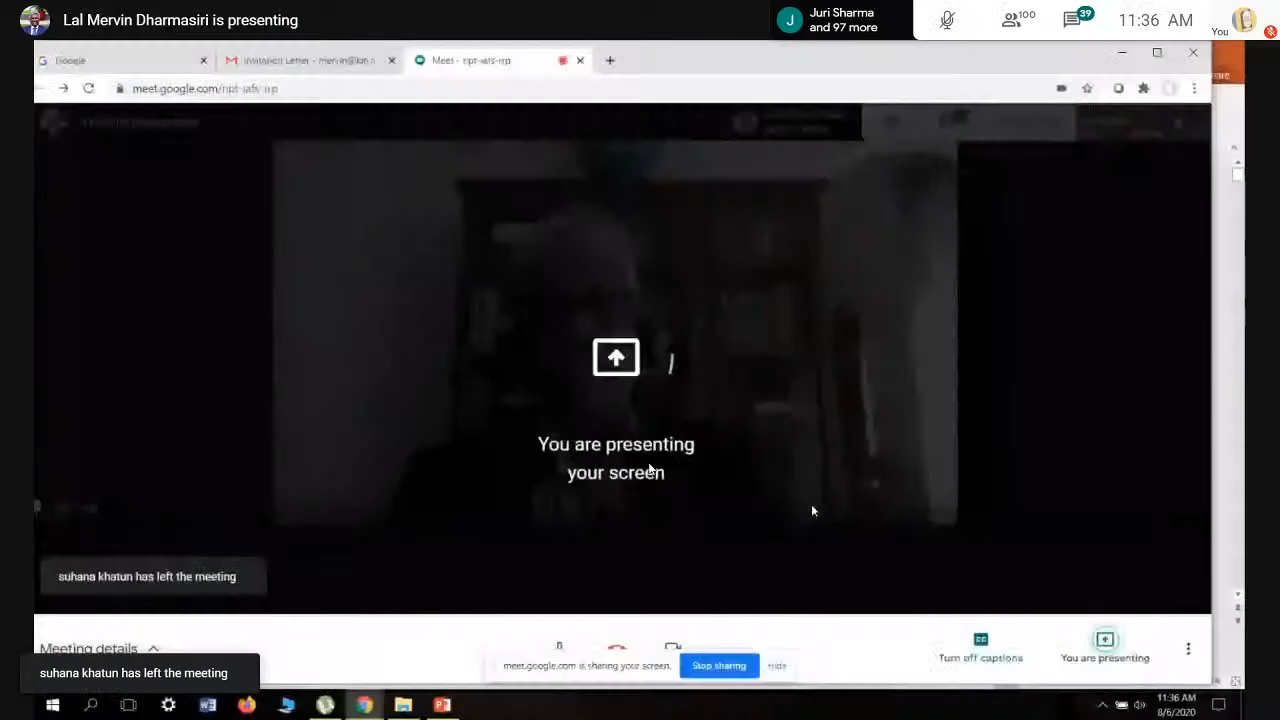 Lal Mervin Dharmasiri is presenting
J
Juri Sharma
and 97 more
100
39
11:36 AM
You
Google
Meet -
meet.google.com/
You are presenting
your screen
suhana khatun has left the meeting
Meeting details
suhana khatun has left the meeting
meet.google.com is sharing your screen.
Stop sharing
Hide
Turn off captions
You are presenting
11:36 AM
8/6/2020